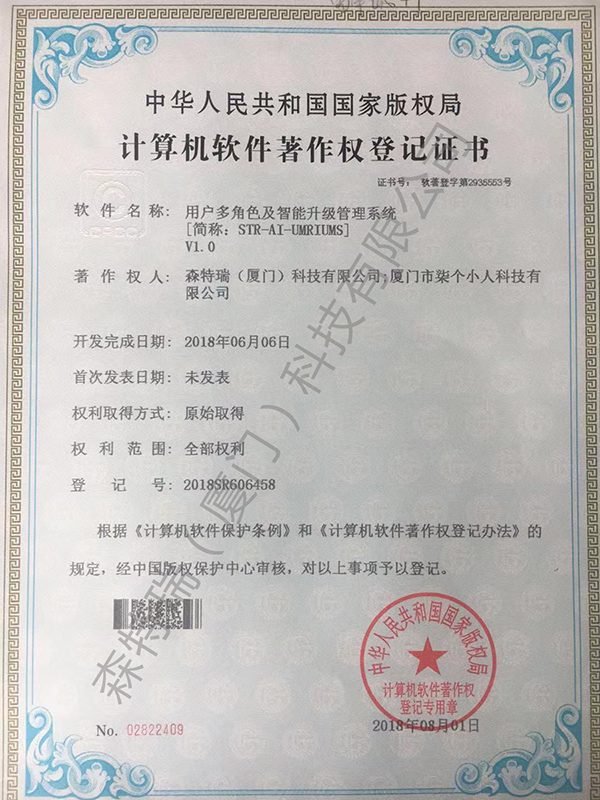 中华人民共和国国家版权局
计算机软件著作权登记证书
证书号: 软著登字第2935553号
软件名称: 用户多角色及智能升级管理系统
[简称: STR-AI-UMRIUMS]
V1.0
著作权人: 森特瑞(厦门)科技有限公司;厦门市柒个小人科技有
限公司
开发完成日期: 2018年06月06日
首次发表日期: 未发表
权利取得方式: 原始取得
权利范围: 全部权利
登记号: 2018SR606458
根据《计算机软件保护条例》和《计算机软件著作权登记办法》的
规定,经中国版权保护中心审核,对以上事项予以登记。
中华人民共和国国家版权局
计算机软件著作权
登记专用章
2018年08月01日
No. 02822409
森特瑞(厦门)科技有限公司